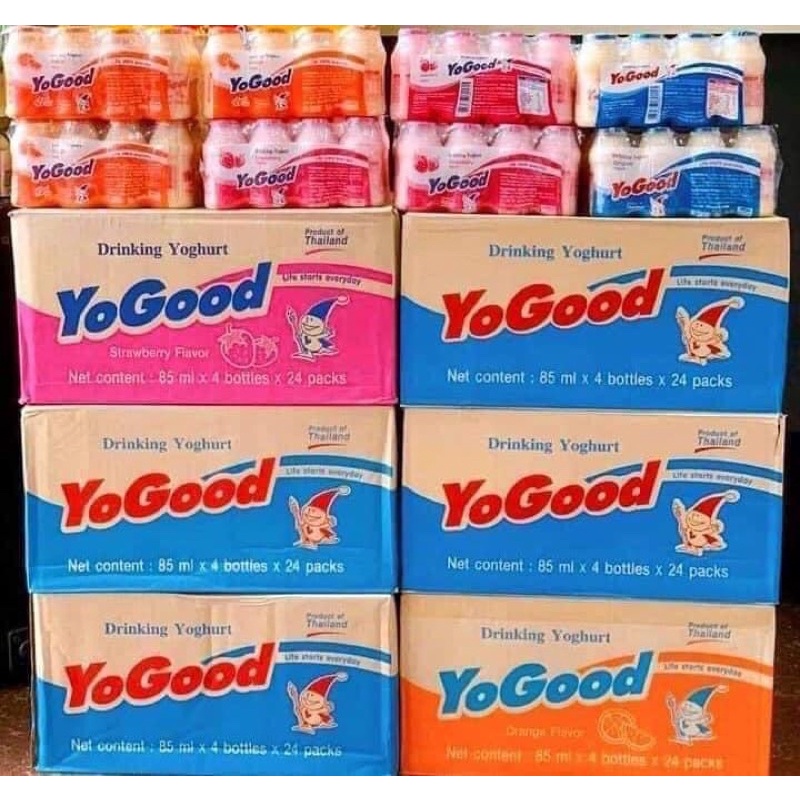 YoGood
YoGood
YoGood
YoGood
YoGood
YoGood
YoGood
YoGood
Drinking Yoghurt
Product of
Thailand
YoGood
Life starts everyday
Strawberry Flavor
Net content : 85 ml x 4 bottles x 24 packs
Drinking Yoghurt
Product of
Thailand
YoGood
Life starts everyday
Net content : 85 ml x 4 bottles x 24 packs
Drinking Yoghurt
Product of
Thailand
YoGood
Life starts everyday
Net content : 85 ml x 4 bottles x 24 packs
Drinking Yoghurt
Product of
Thailand
YoGood
Life starts everyday
Net content : 85 ml x 4 bottles x 24 packs
Drinking Yoghurt
Product of
Thailand
YoGood
Life starts everyday
Net content : 85 ml x 4 bottles x 24 packs
Drinking Yoghurt
Product of
Thailand
YoGood
Life starts everyday
Orange Flavor
Net content : 85 ml x 4 bottles x 24 packs